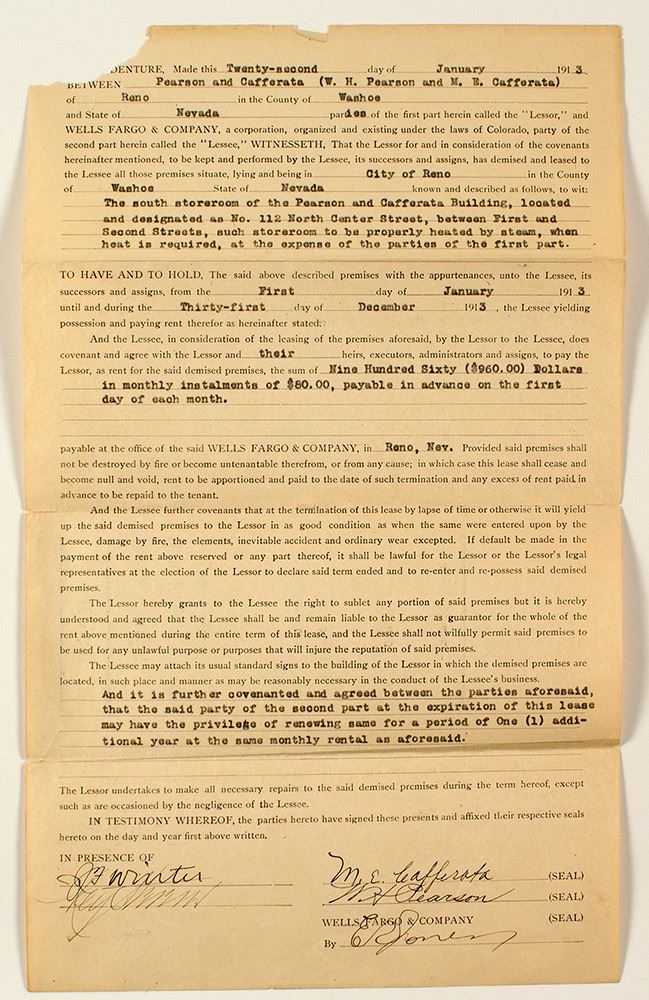 DENTURE, Made this Twenty-second day of January 1913
BETWEEN Pearson and Cafferata (W. H. Pearson and M. E. Cafferata)
of Reno in the County of Washoe
and State of Nevada parties of the first part herein called the "Lessor," and
WELLS FARGO & COMPANY, a corporation, organized and existing under the laws of Colorado, party of the
second part herein called the "Lessee," WITNESSETH, That the Lessor for and in consideration of the covenants
hereinafter mentioned, to be kept and performed by the Lessee, its successors and assigns, has demised and leased to
the Lessee all those premises situate, lying and being in City of Reno in the County
of Washoe State of Nevada known and described as follows, to wit:
The south storeroom of the Pearson and Cafferata Building, located
and designated as No. 112 North Center Street, between First and
Second Streets, such storeroom to be properly heated by steam, when
heat is required, at the expense of the parties of the first part.
TO HAVE AND TO HOLD, The said above described premises with the appurtenances, unto the Lessee, its
successors and assigns, from the First day of January 1913
until and during the Thirty-first day of December 1913, the Lessee yielding
possession and paying rent therefor as hereinafter stated:
And the Lessee, in consideration of the leasing of the premises aforesaid, by the Lessor to the Lessee, does
covenant and agree with the Lessor and their heirs, executors, administrators and assigns, to pay the
Lessor, as rent for the said demised premises, the sum of Nine Hundred Sixty ($960.00) Dollars
in monthly instalments of $80.00, payable in advance on the first
day of each month.
payable at the office of the said WELLS FARGO & COMPANY, in Reno, Nev. Provided said premises shall
not be destroyed by fire or become untenantable therefrom, or from any cause; in which case this lease shall cease and
become null and void, rent to be apportioned and paid to the date of such termination and any excess of rent paid in
advance to be repaid to the tenant.
And the Lessee further covenants that at the termination of this lease by lapse of time or otherwise it will yield
up the said demised premises to the Lessor in as good condition as when the same were entered upon by the
Lessee, damage by fire, the elements, inevitable accident and ordinary wear excepted. If default be made in the
payment of the rent above reserved or any part thereof, it shall be lawful for the Lessor or the Lessor's legal
representatives at the election of the Lessor to declare said term ended and to re-enter and re-possess said demised
premises.
The Lessor hereby grants to the Lessee the right to sublet any portion of said premises but it is hereby
understood and agreed that the Lessee shall be and remain liable to the Lessor as guarantor for the whole of the
rent above mentioned during the entire term of this lease, and the Lessee shall not wilfully permit said premises to
be used for any unlawful purpose or purposes that will injure the reputation of said premises.
The Lessee may attach its usual standard signs to the building of the Lessor in which the demised premises are
located, in such place and manner as may be reasonably necessary in the conduct of the Lessee's business.
And it is further covenanted and agreed between the parties aforesaid,
that the said party of the second part at the expiration of this lease
may have the privilege of renewing same for a period of One (1) addi-
tional year at the same monthly rental as aforesaid.
The Lessor undertakes to make all necessary repairs to the said demised premises during the term hereof, except
such as are occasioned by the negligence of the Lessee.
IN TESTIMONY WHEREOF, the parties hereto have signed these presents and affixed their respective seals
hereto on the day and year first above written.
IN PRESENCE OF
J F Winter M. E. Cafferata (SEAL)
W H Pearson (SEAL)
WELLS FARGO & COMPANY (SEAL)
By Jones